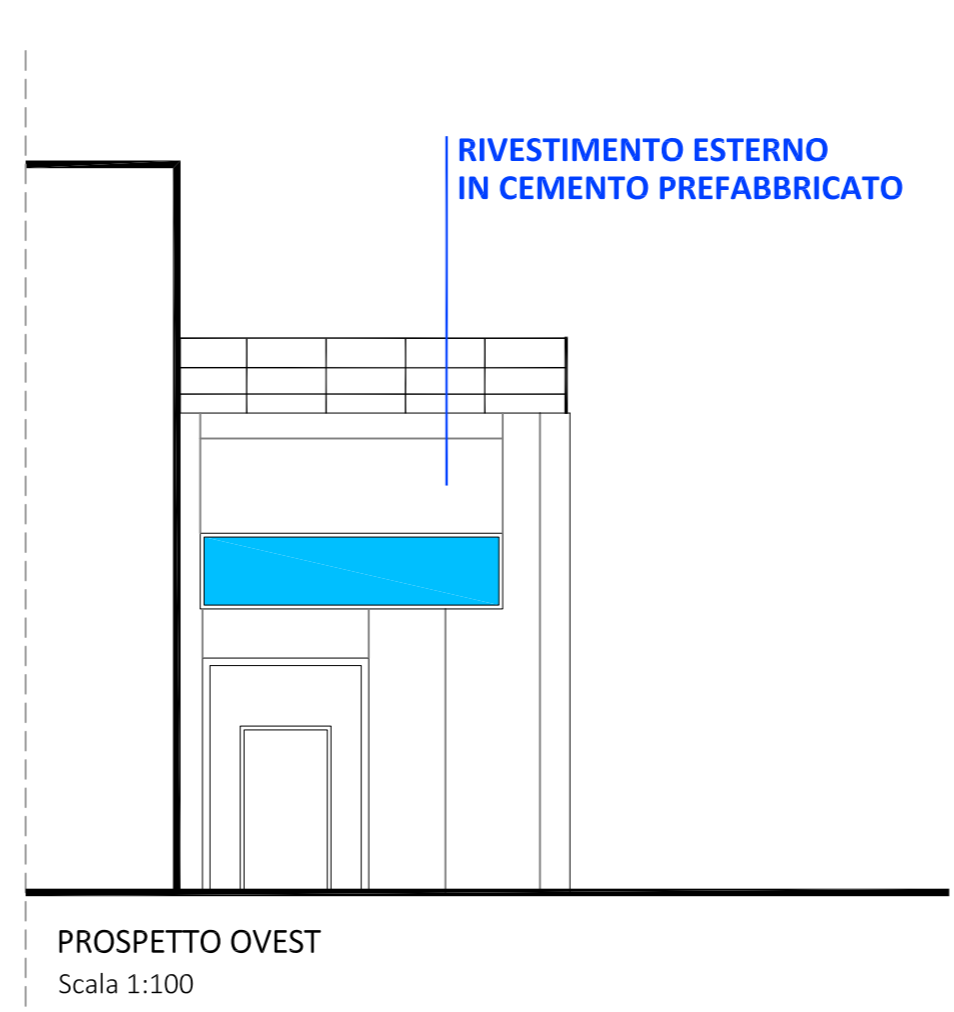 RIVESTIMENTO ESTERNO
IN CEMENTO PREFABBRICATO
PROSPETTO OVEST
Scala 1:100